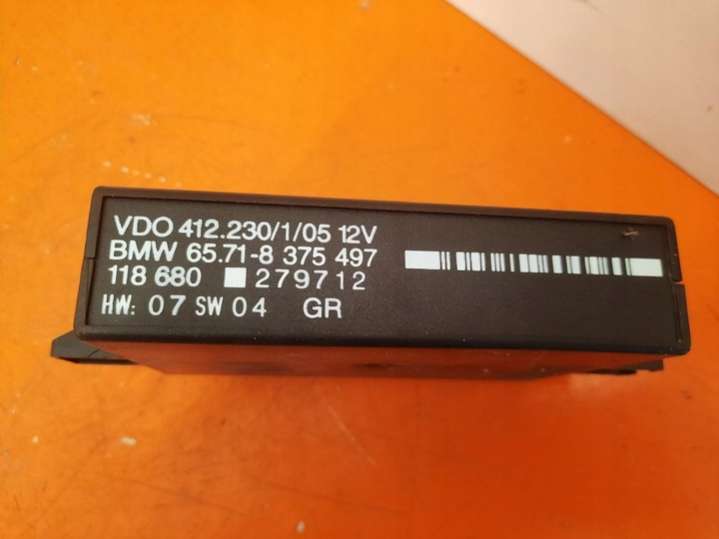 VDO 412.230/1/05 12V
BMW 65.71-8 375 497
118 680 279712
HW: 07 SW 04 GR